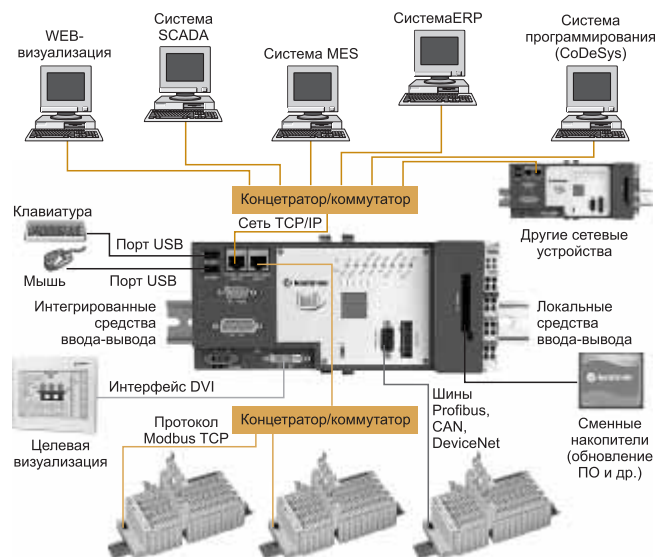 WEB-
визуализация
Система
SCADA
Система MES
СистемаERP
Система
программирования
(CoDeSys)
Концетратор/коммутатор
Сеть TCP/IP
Клавиатура
Порт USB
Мышь
Порт USB
Другие сетевые
устройства
Интегрированные
средства
ввода-вывода
Локальные
средства
ввода-вывода
Интерфейс DVI
Целевая
визуализация
Протокол
Modbus TCP
Концетратор/коммутатор
Шины
Profibus,
CAN,
DeviceNet
Сменные
накопители
(обновление
ПО и др.)